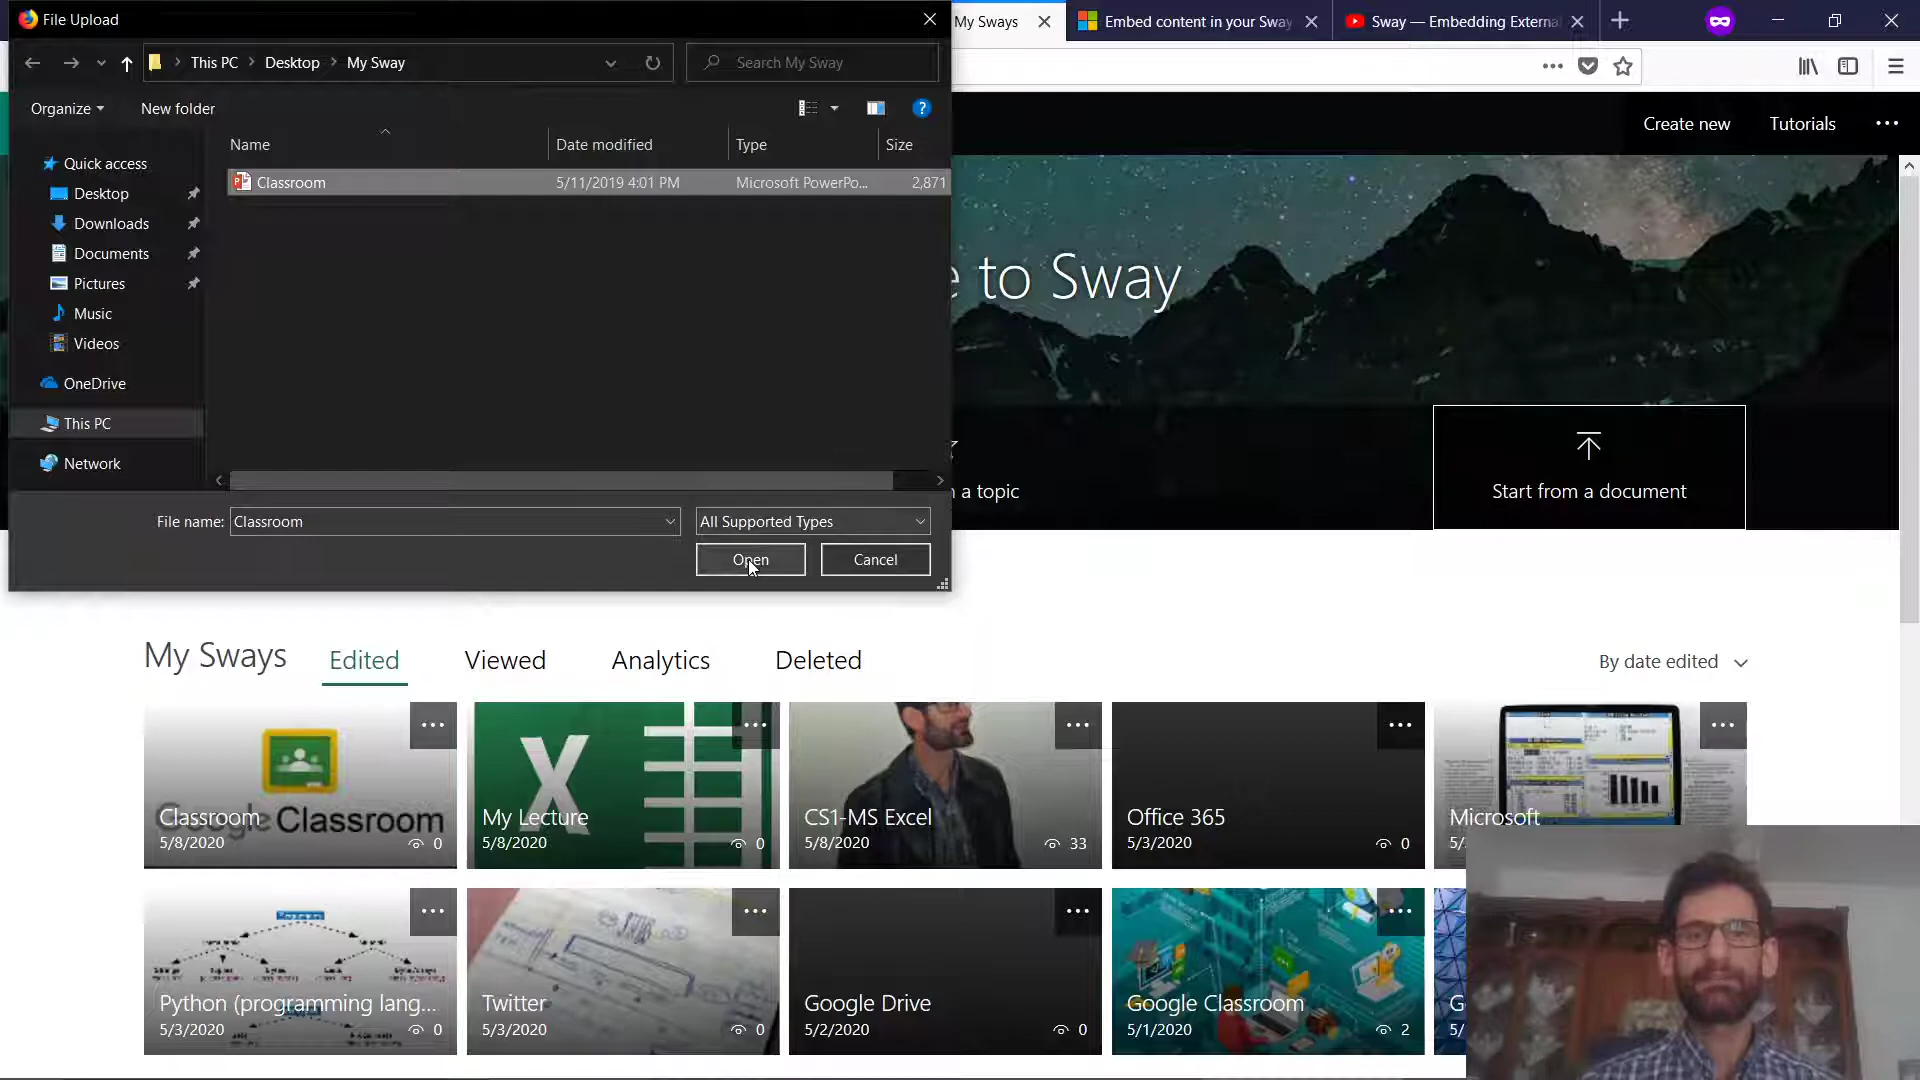 File Upload
My Sways
Embed content in your Sway
Sway — Embedding Externa
This PC
Desktop
My Sway
Search My Sway
Organize
New folder
Name
Date modified
Type
Size
Classroom
5/11/2019 4:01 PM
Microsoft PowerPo...
2,871
Quick access
Desktop
Downloads
Documents
Pictures
Music
Videos
OneDrive
This PC
Network
File name:
Classroom
All Supported Types
Open
Cancel
Create new
Tutorials
e to Sway
a topic
Start from a document
My Sways
Edited
Viewed
Analytics
Deleted
By date edited
Google Classroom
Classroom
5/8/2020
0
My Lecture
5/8/2020
0
CS1-MS Excel
5/8/2020
33
Office 365
5/3/2020
0
Microsoft
5/
Python (programming lang...
5/3/2020
0
Twitter
5/3/2020
0
Google Drive
5/2/2020
0
Google Classroom
5/1/2020
2
G
5/